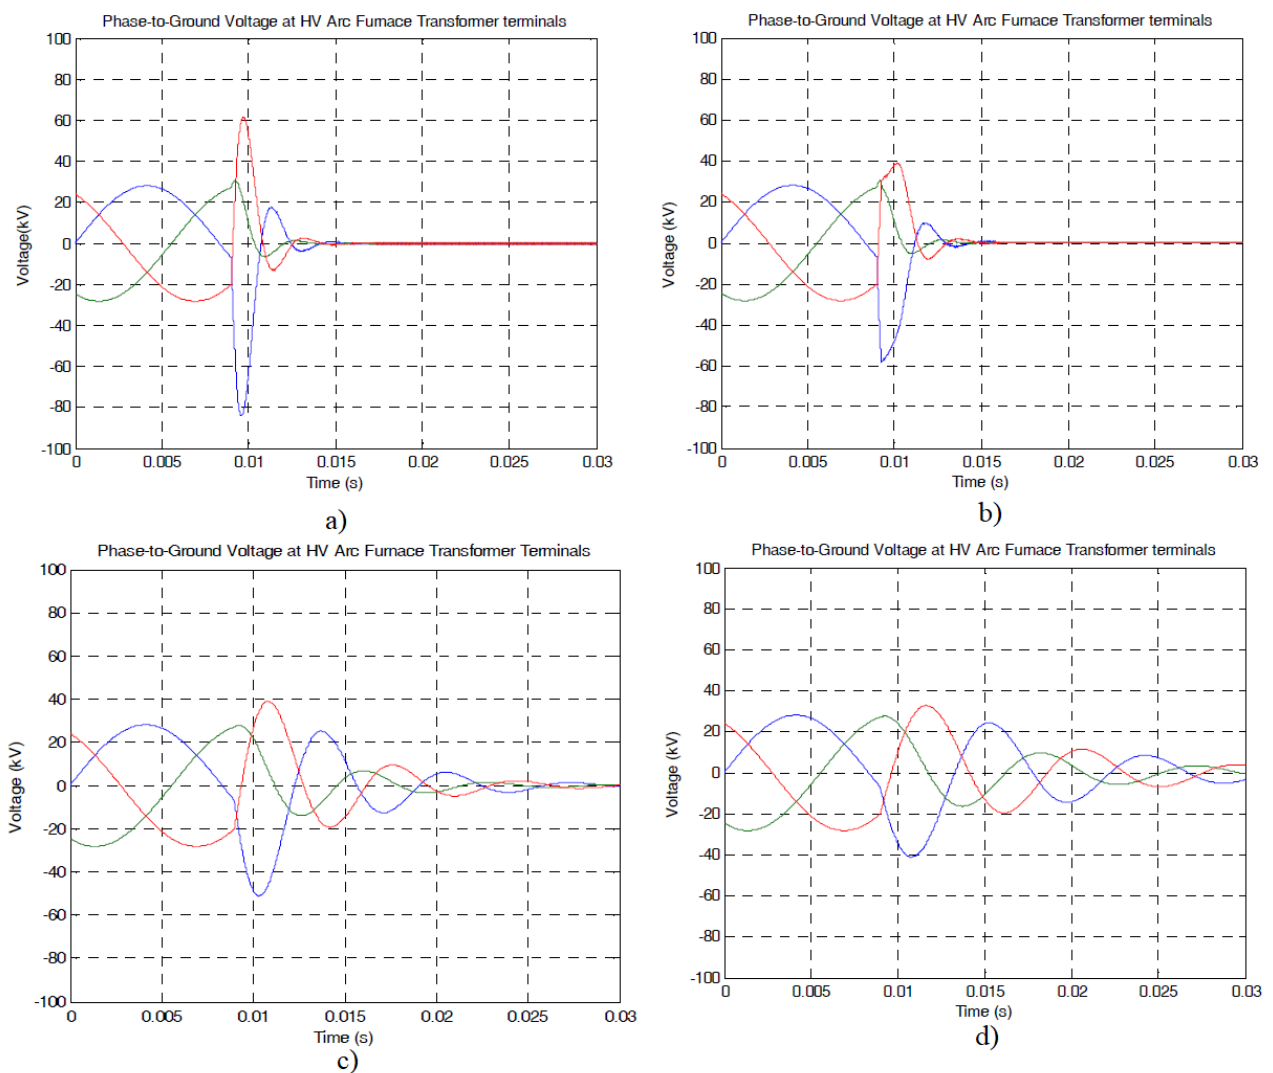 Phase-to-Ground Voltage at HV Arc Furnace Transformer terminals
100
80
60
40
20
0
-20
-40
-60
-80
-100
Voltage(kV)
0 0.005 0.01 0.015 0.02 0.025 0.03
Time (s)
a)
Phase-to-Ground Voltage at HV Arc Furnace Transformer terminals
100
80
60
40
20
0
-20
-40
-60
-80
-100
Voltage (kV)
0 0.005 0.01 0.015 0.02 0.025 0.03
Time (s)
b)
Phase-to-Ground Voltage at HV Arc Furnace Transformer Terminals
100
80
60
40
20
0
-20
-40
-60
-80
-100
Voltage (kV)
0 0.005 0.01 0.015 0.02 0.025 0.03
Time (s)
c)
Phase-to-Ground Voltage at HV Arc Furnace Transformer terminals
100
80
60
40
20
0
-20
-40
-60
-80
-100
Voltage (kV)
0 0.005 0.01 0.015 0.02 0.025 0.03
Time (s)
d)